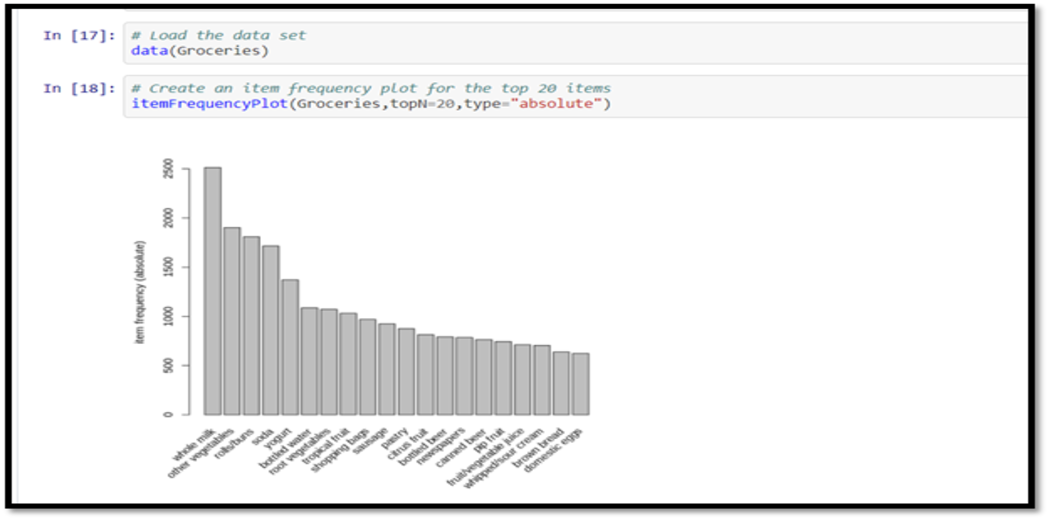 In [17]: # Load the data set
data(Groceries)
In [18]: # Create an item frequency plot for the top 20 items
itemFrequencyPlot(Groceries,topN=20,type="absolute")
item frequency (absolute)
2500
2000
1500
1000
500
0
whole milk
other vegetables
rolls/buns
soda
yogurt
bottled water
root vegetables
tropical fruit
shopping bags
sausage
pastry
citrus fruit
bottled beer
newspapers
canned beer
pip fruit
fruit/vegetable juice
whipped/sour cream
brown bread
domestic eggs